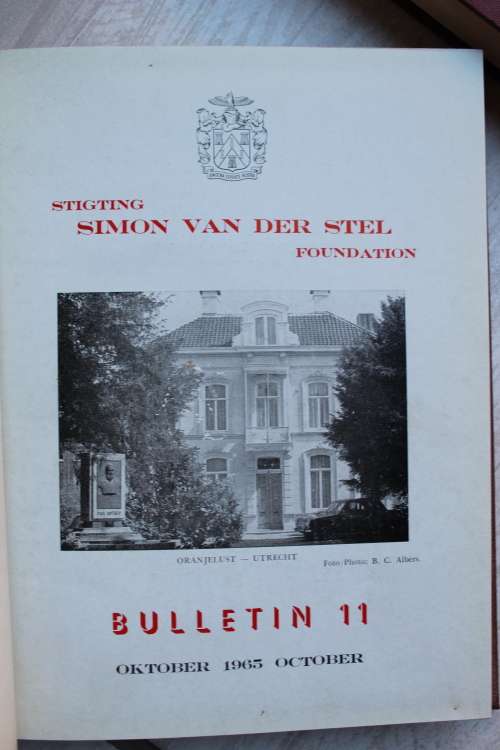 STIGTING
SIMON VAN DER STEL
FOUNDATION
ORANJELUST — UTRECHT
Foto/Photo: B. C. Albers.
BULLETIN 11
OKTOBER 1965 OCTOBER